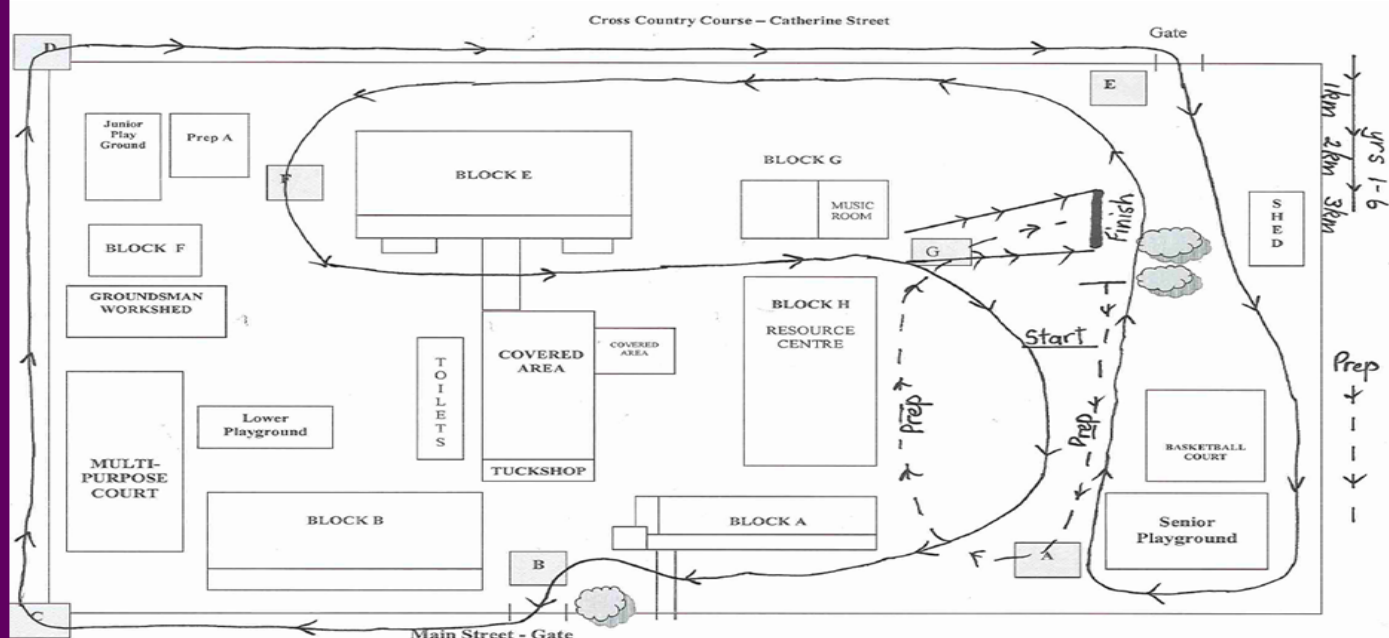 Cross Country Course – Catherine Street
Gate
D
E
Junior
Play
Ground
Prep A
F
BLOCK E
BLOCK G
MUSIC
ROOM
Finish
G
S
H
E
D
1km 2km 3km
yrs 1-6
BLOCK F
GROUNDSMAN
WORKSHED
T
O
I
L
E
T
S
COVERED
AREA
COVERED
AREA
BLOCK H
RESOURCE
CENTRE
Start
Prep
Prep
Prep
Lower
Playground
MULTI-
PURPOSE
COURT
TUCKSHOP
BASKETBALL
COURT
BLOCK B
BLOCK A
Senior
Playground
B
A
C
Main Street - Gate